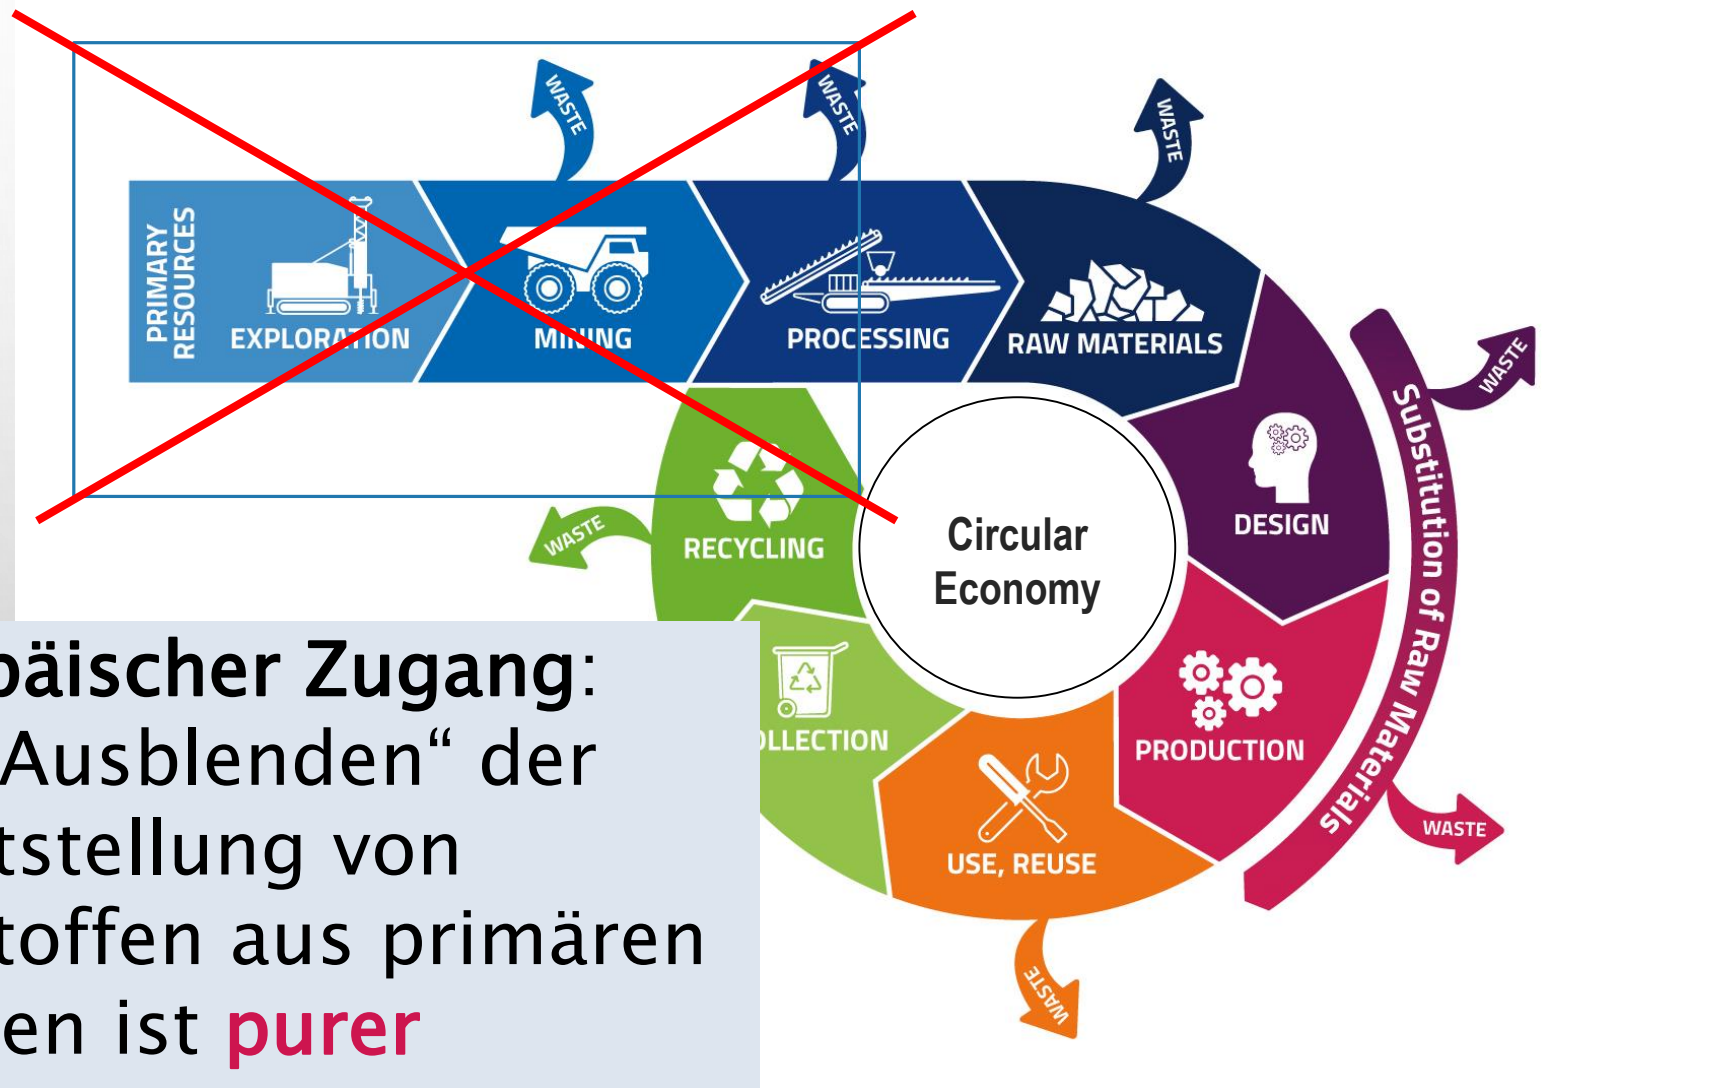 WASTE
WASTE
WASTE
PRIMARY
RESOURCES
EXPLORATION
MINING
PROCESSING
RAW MATERIALS
WASTE
Substitution of Raw Materials
DESIGN
Circular
Economy
RECYCLING
WASTE
PRODUCTION
WASTE
USE, REUSE
WASTE
OLLECTION
päischer Zugang:
Ausblenden“ der
tstellung von
toffen aus primären
en ist purer